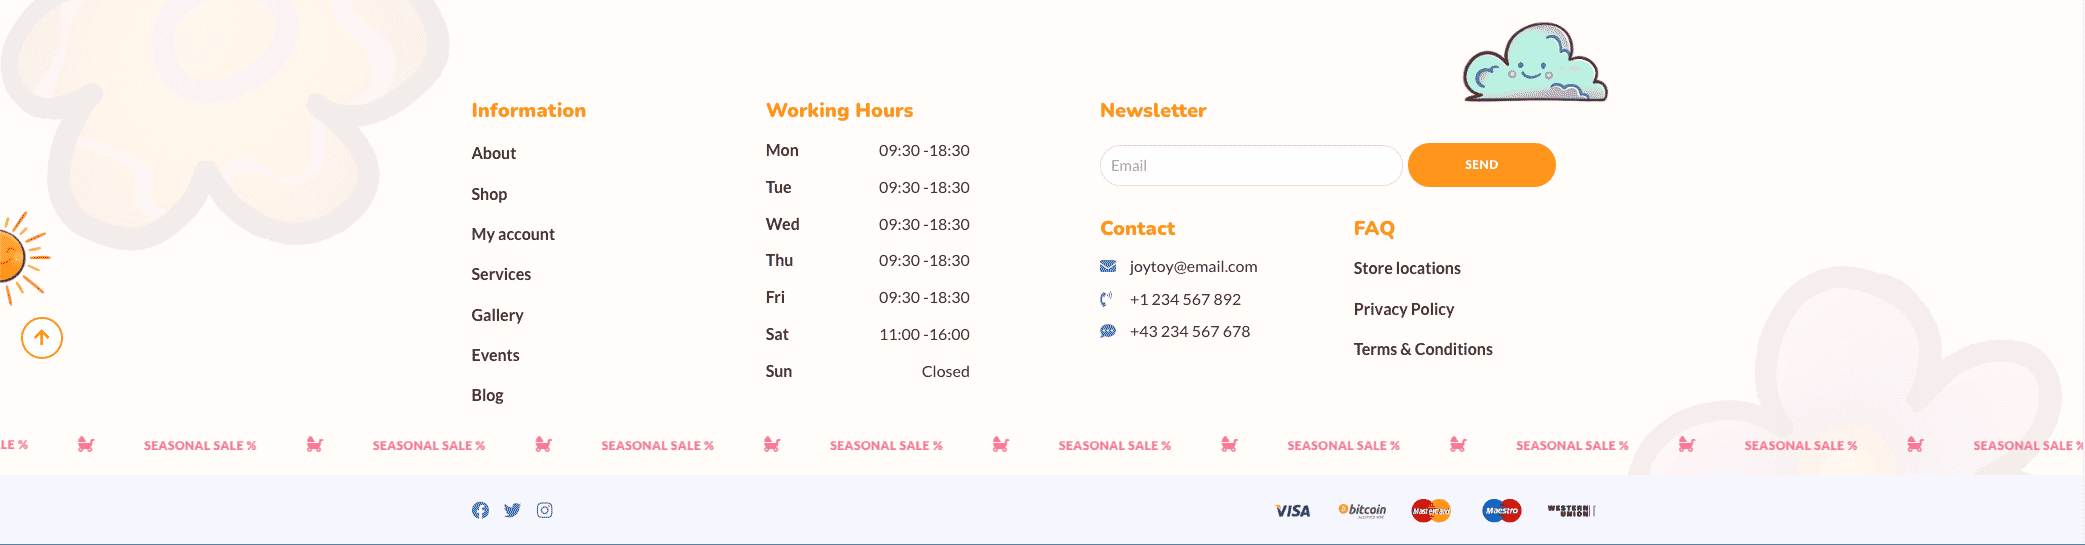 Information
About
Shop
My account
Services
Gallery
Events
Blog
Working Hours
Mon 09:30 -18:30
Tue 09:30 -18:30
Wed 09:30 -18:30
Thu 09:30 -18:30
Fri 09:30 -18:30
Sat 11:00 -16:00
Sun Closed
Newsletter
Email
SEND
Contact
joytoy@email.com
+1 234 567 892
+43 234 567 678
FAQ
Store locations
Privacy Policy
Terms & Conditions
LE % SEASONAL SALE % SEASONAL SALE % SEASONAL SALE % SEASONAL SALE % SEASONAL SALE % SEASONAL SALE % SEASONAL SALE % SEASONAL SALE % SEASONAL SALE %
VISA
bitcoin
MasterCard
Maestro
WESTERN
UNION